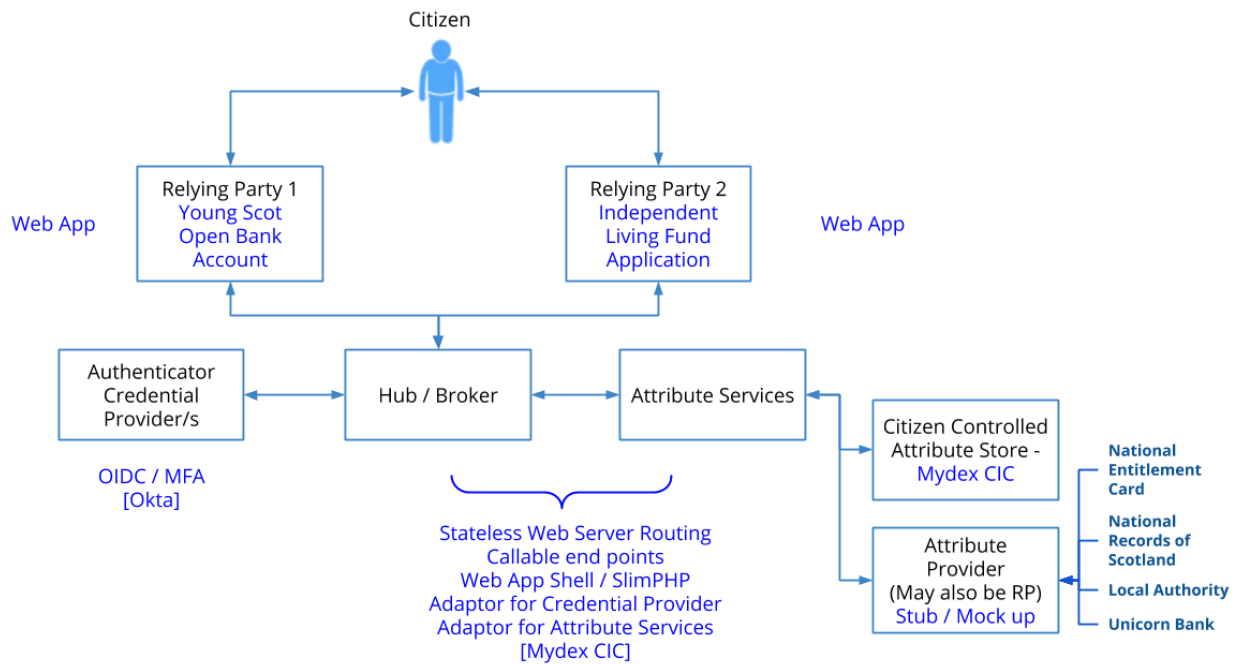 Citizen
Relying Party 1
Young Scot
Open Bank
Account
Web App
Relying Party 2
Independent
Living Fund
Application
Web App
Authenticator
Credential
Provider/s
Hub / Broker
Attribute Services
OIDC / MFA
[Okta]
Stateless Web Server Routing
Callable end points
Web App Shell / SlimPHP
Adaptor for Credential Provider
Adaptor for Attribute Services
[Mydex CIC]
Citizen Controlled
Attribute Store -
Mydex CIC
Attribute
Provider
(May also be RP)
Stub / Mock up
National
Entitlement
Card
National
Records of
Scotland
Local Authority
Unicorn Bank